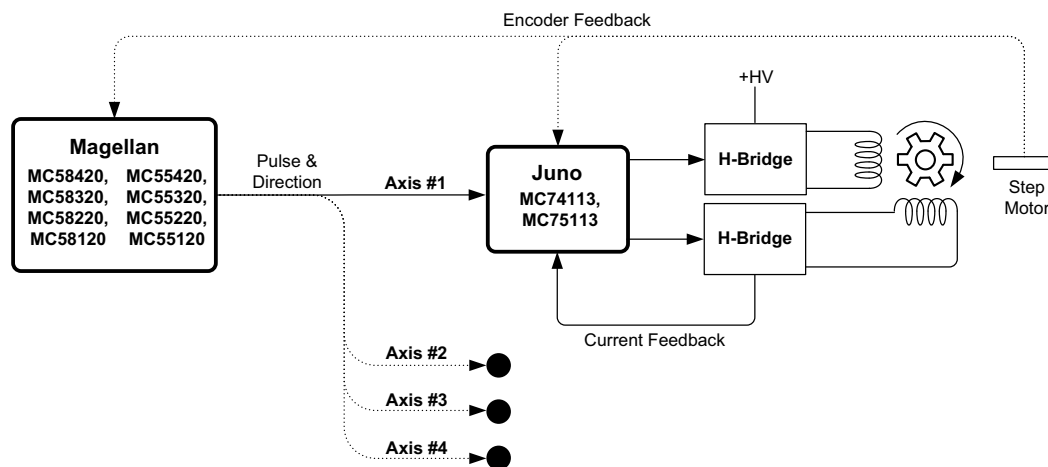 Encoder Feedback
+HV
Magellan
MC58420, MC55420,
MC58320, MC55320,
MC58220, MC55220,
MC58120 MC55120
Pulse &
Direction
Axis #1
Juno
MC74113,
MC75113
H-Bridge
H-Bridge
Step
Motor
Current Feedback
Axis #2
Axis #3
Axis #4